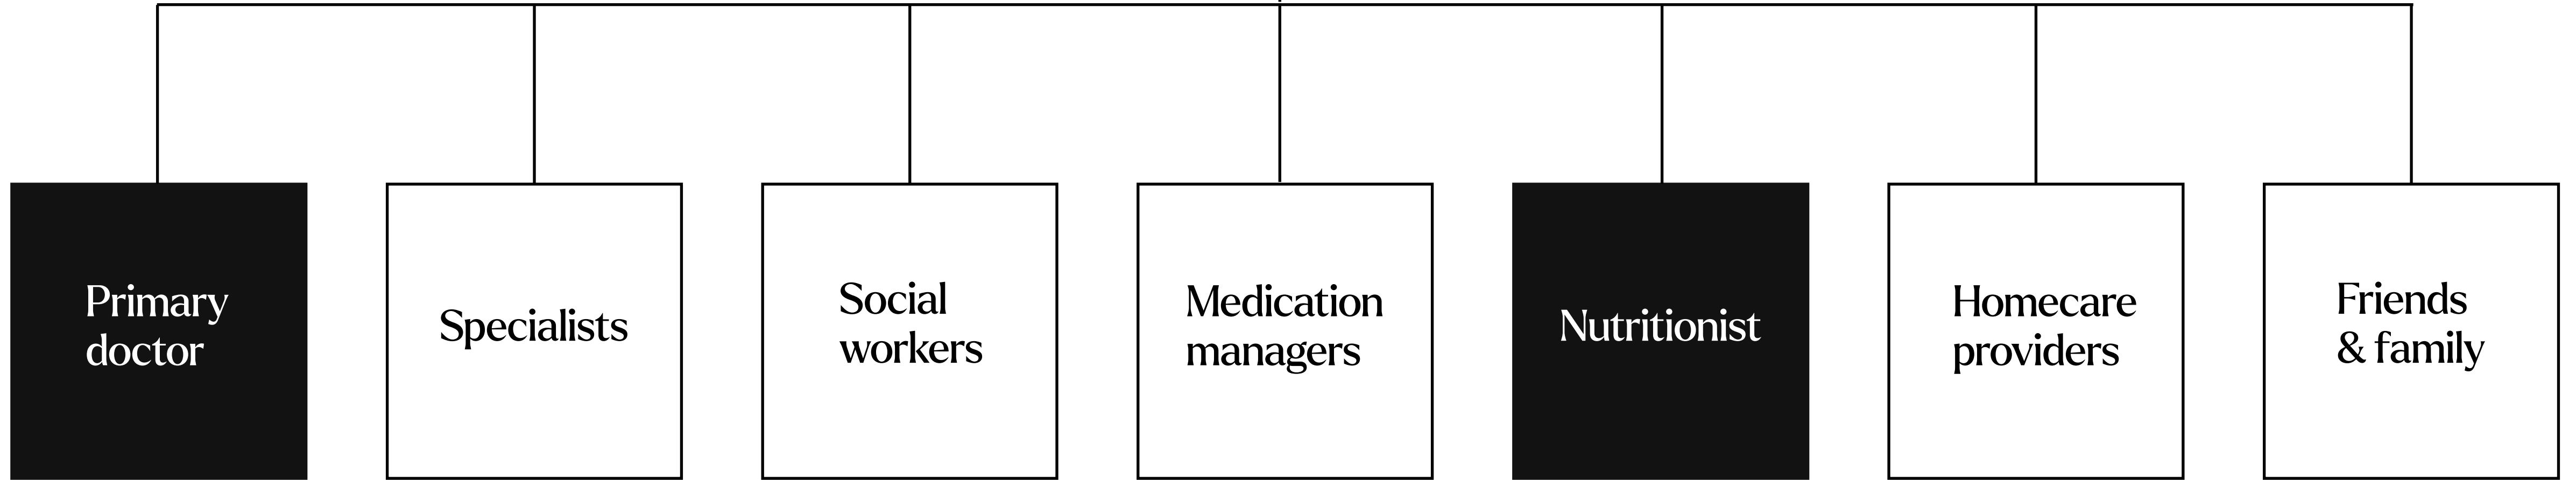 Primary
doctor
Specialists
Social
workers
Medication
managers
Nutritionist
Homecare
providers
Friends
& family